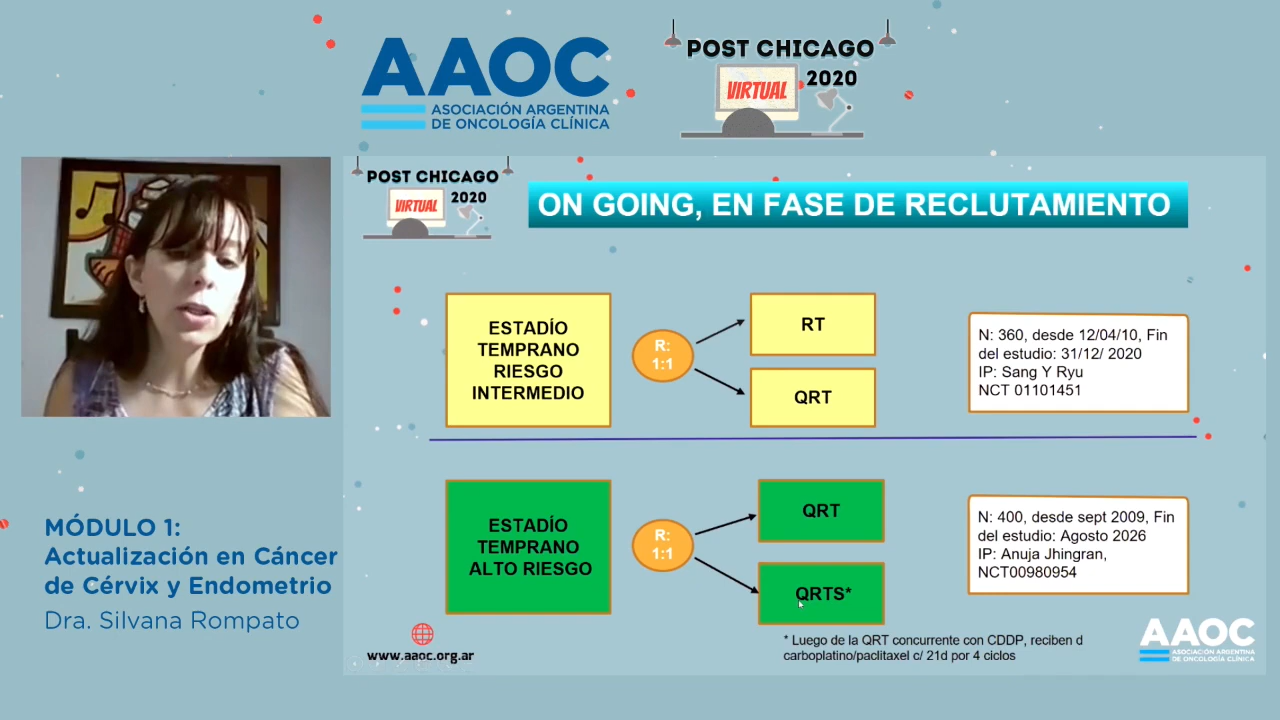 AAOC
ASOCIACIÓN ARGENTINA
DE ONCOLOGÍA CLÍNICA
POST CHICAGO
2020
VIRTUAL
POST CHICAGO
2020
VIRTUAL
ON GOING, EN FASE DE RECLUTAMIENTO
ESTADÍO
TEMPRANO
RIESGO
INTERMEDIO
R:
1:1
RT
QRT
N: 360, desde 12/04/10, Fin
del estudio: 31/12/ 2020
IP: Sang Y Ryu
NCT 01101451
ESTADÍO
TEMPRANO
ALTO RIESGO
R:
1:1
QRT
QRTS*
N: 400, desde sept 2009, Fin
del estudio: Agosto 2026
IP: Anuja Jhingran,
NCT00980954
* Luego de la QRT concurrente con CDDP, reciben d
carboplatino/paclitaxel c/ 21d por 4 ciclos
www.aaoc.org.ar
AAOC
ASOCIACIÓN ARGENTINA
DE ONCOLOGÍA CLÍNICA
MÓDULO 1:
Actualización en Cáncer
de Cérvix y Endometrio
Dra. Silvana Rompato